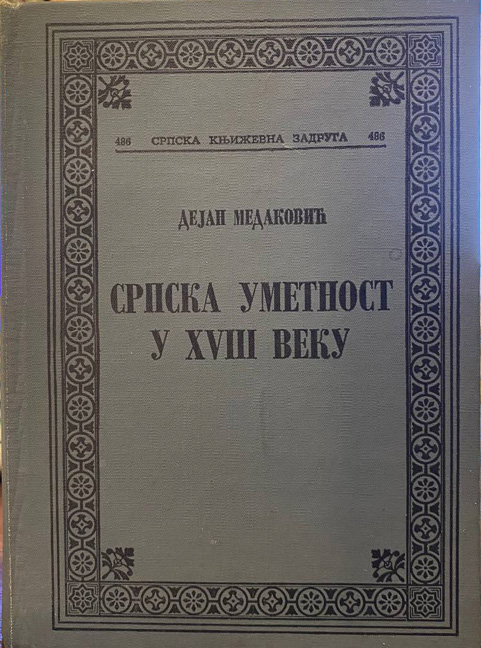 486 СРПСКА КЊИЖЕВНА ЗАДРУГА 486
ДЕЈАН МЕДАКОВИЋ
СРПСКА УМЕТНОСТ
У XVIII ВЕКУ